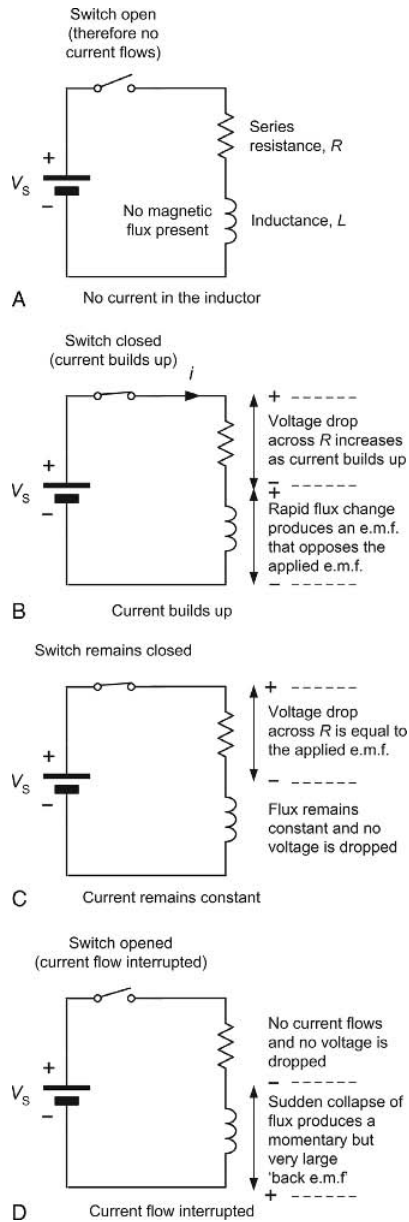 Switch open
(therefore no
current flows)
+
VS
−
Series
resistance, R
No magnetic
flux present
Inductance, L
A
No current in the inductor
Switch closed
(current builds up)
i
+
VS
−
+
Voltage drop
across R increases
as current builds up
−
+
Rapid flux change
produces an e.m.f.
that opposes the
applied e.m.f.
−
B
Current builds up
Switch remains closed
+
VS
−
+
Voltage drop
across R is equal to
the applied e.m.f.
−
Flux remains
constant and no
voltage is dropped
C
Current remains constant
Switch opened
(current flow interrupted)
+
VS
−
No current flows
and no voltage is
dropped
−
Sudden collapse of
flux produces a
momentary but
very large
‘back e.m.f’
+
D
Current flow interrupted